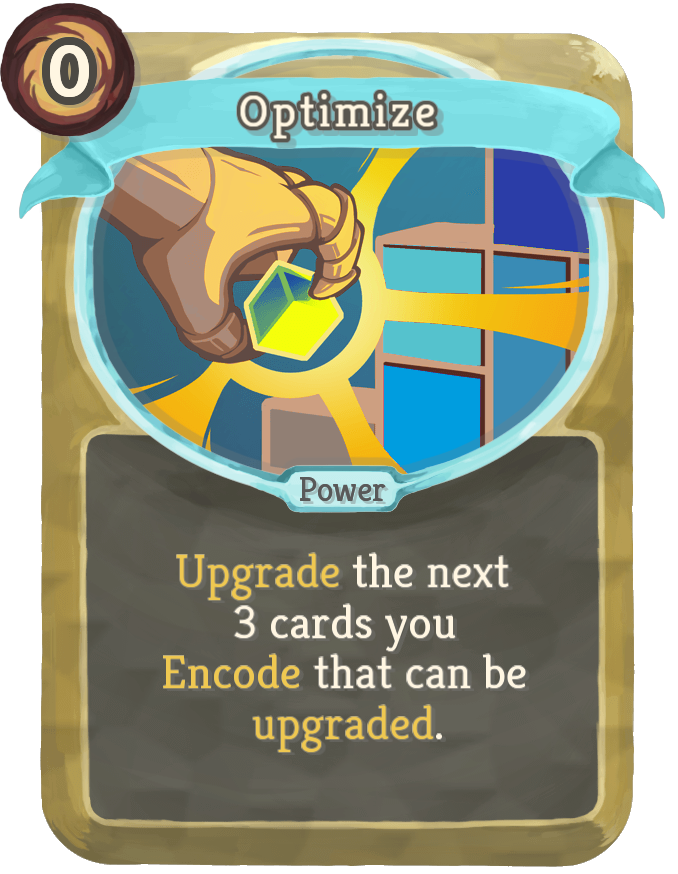 0
Optimize
Power
Upgrade the next
3 cards you
Encode that can be
upgraded.